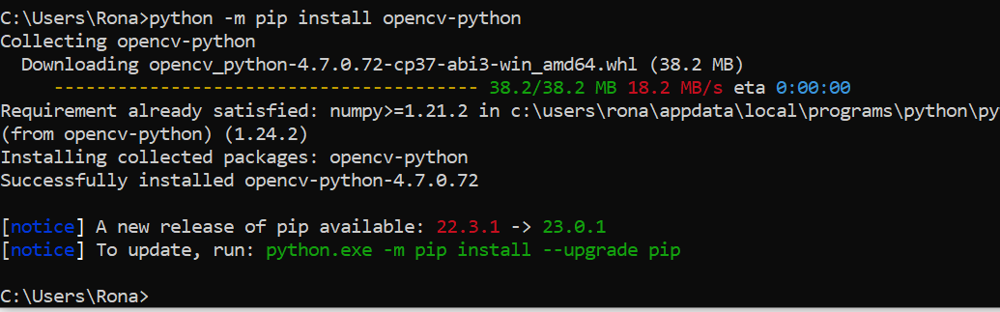 C:\Users\Rona>python -m pip install opencv-python
Collecting opencv-python
  Downloading opencv_python-4.7.0.72-cp37-abi3-win_amd64.whl (38.2 MB)
     ---------------------------------------- 38.2/38.2 MB 18.2 MB/s eta 0:00:00
Requirement already satisfied: numpy>=1.21.2 in c:\users\rona\appdata\local\programs\python\py
(from opencv-python) (1.24.2)
Installing collected packages: opencv-python
Successfully installed opencv-python-4.7.0.72
[notice] A new release of pip available: 22.3.1 -> 23.0.1
[notice] To update, run: python.exe -m pip install --upgrade pip
C:\Users\Rona>